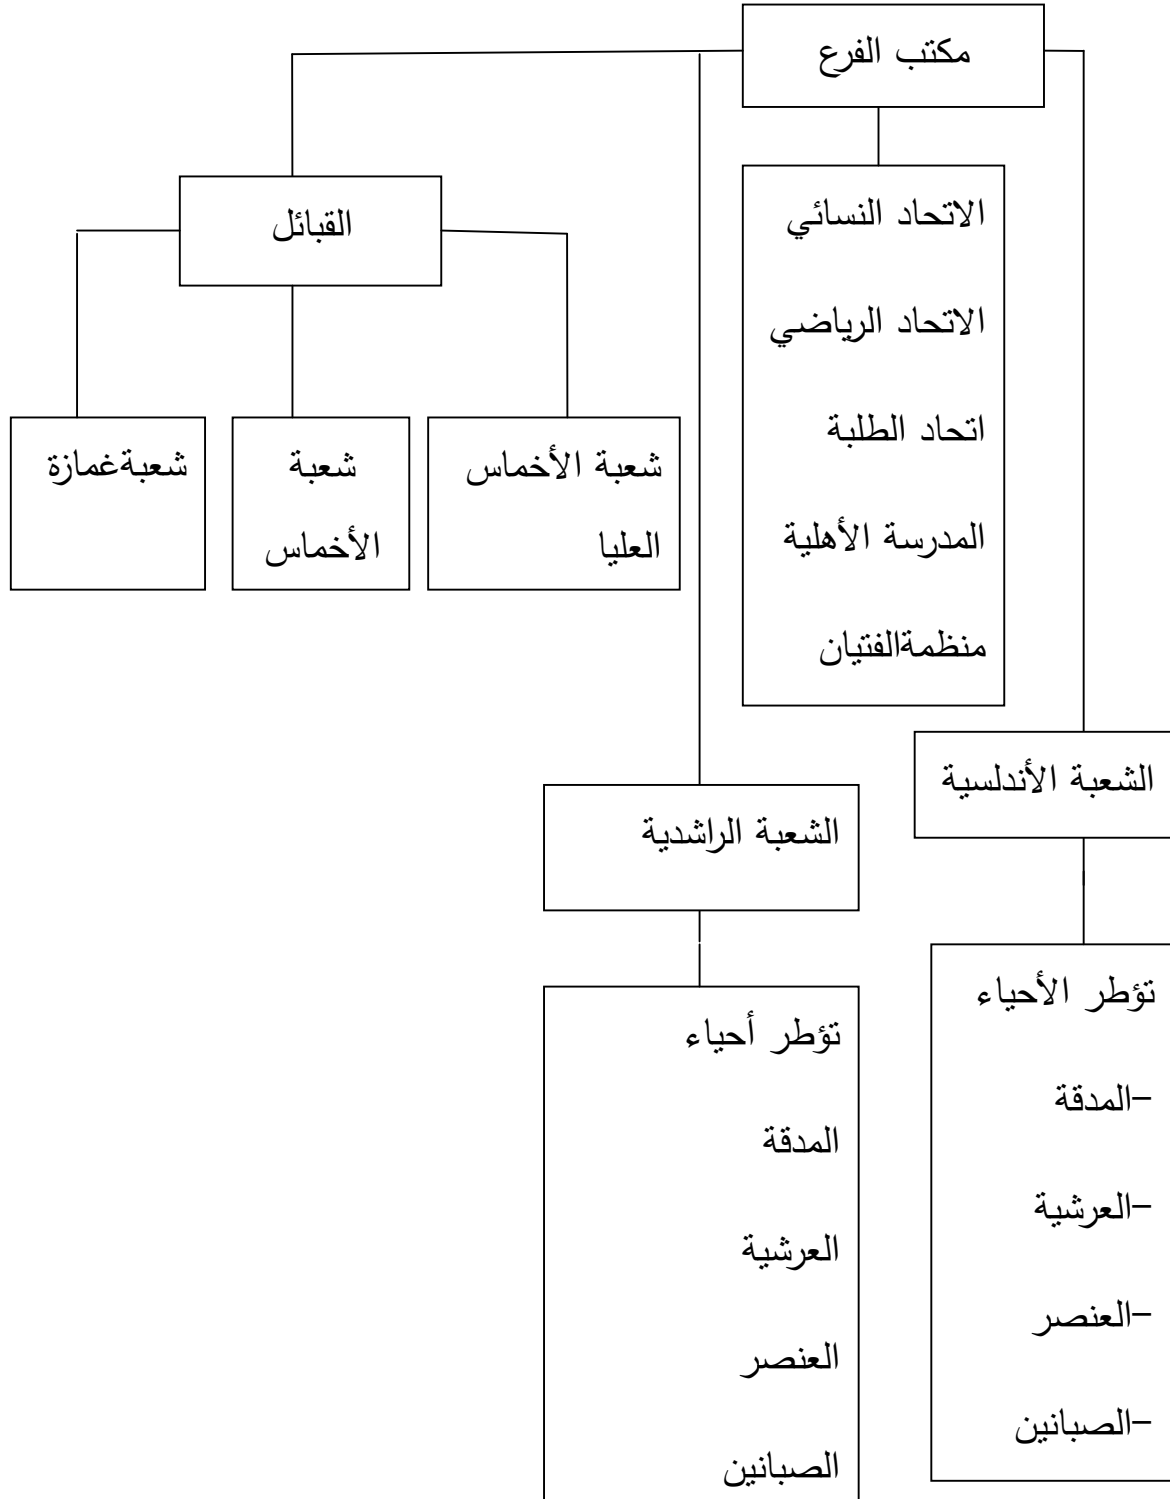 مكتب الفرع
القبائل
الاتحاد النسائي
الاتحاد الرياضي
اتحاد الطلبة
المدرسة الأهلية
منظمةالفتيان
شعبة الأخماس
العليا
شعبة
الأخماس
شعبةغمازة
الشعبة الأندلسية
الشعبة الراشدية
تؤطر الأحياء
-المدقة
-العرشية
-العنصر
-الصبانين
تؤطر أحياء
المدقة
العرشية
العنصر
الصبانين